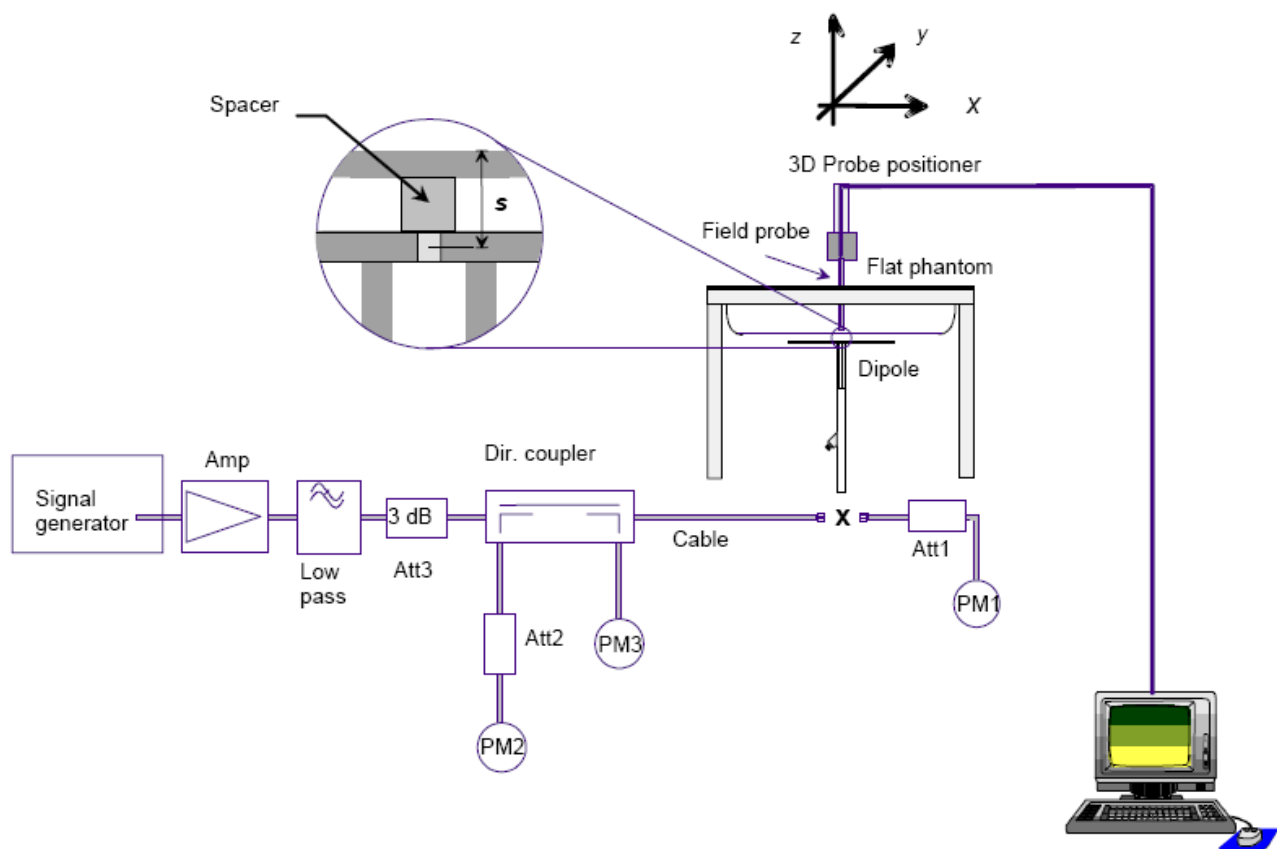 z
y
X
Spacer
s
3D Probe positioner
Field probe
Flat phantom
Dipole
Signal
generator
Amp
Low
pass
3 dB
Att3
Dir. coupler
Cable
X
Att1
PM1
Att2
PM3
PM2